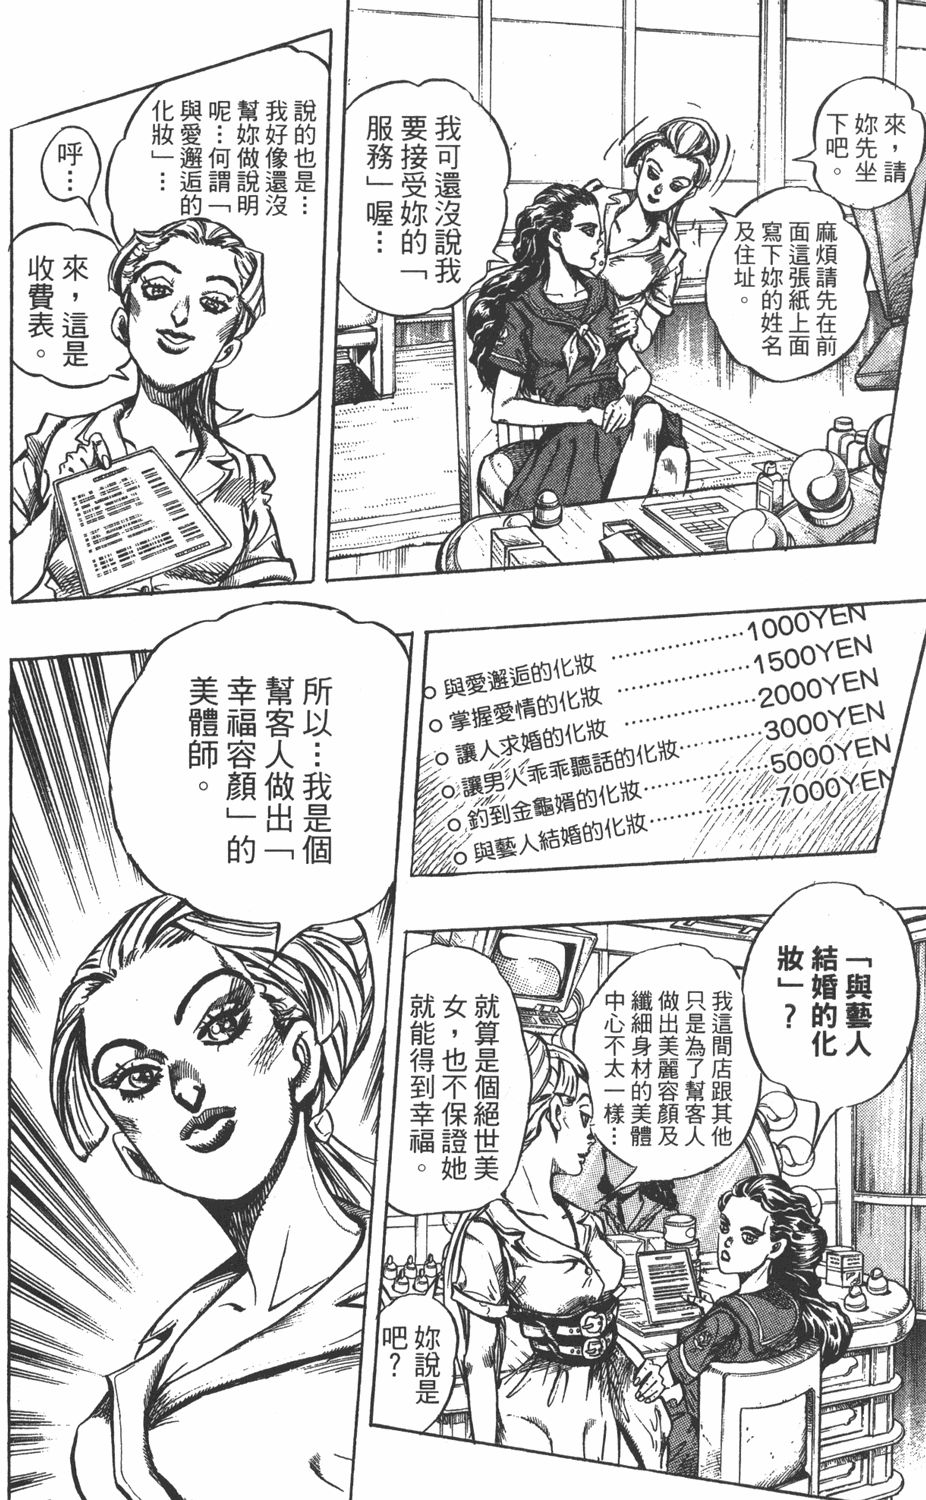 來，請
妳先坐
下吧。
麻煩請先在前
面這張紙上面
寫下妳的姓名
及住址。
我可還沒說我
要接受妳的「
服務」喔…
說的也是…
我好像還沒
幫妳做說明
呢…何謂「
與愛邂逅的
化妝」…
呼…
來，這是
收費表。
與愛邂逅的化妝……………1000YEN
掌握愛情的化妝……………1500YEN
讓人求婚的化妝……………2000YEN
讓男人乖乖聽話的化妝………3000YEN
釣到金龜婿的化妝…………5000YEN
與藝人結婚的化妝…………7000YEN
「與藝人
結婚的化
妝」？
我這間店跟其他
只是為了幫客人
做出美麗容顏及
纖細身材的美體
中心不太一樣…
就算是個絕世美
女，也不保證她
就能得到幸福。
妳說是
吧？
所以…我是個
幫客人做出「
幸福容顏」的
美體師。